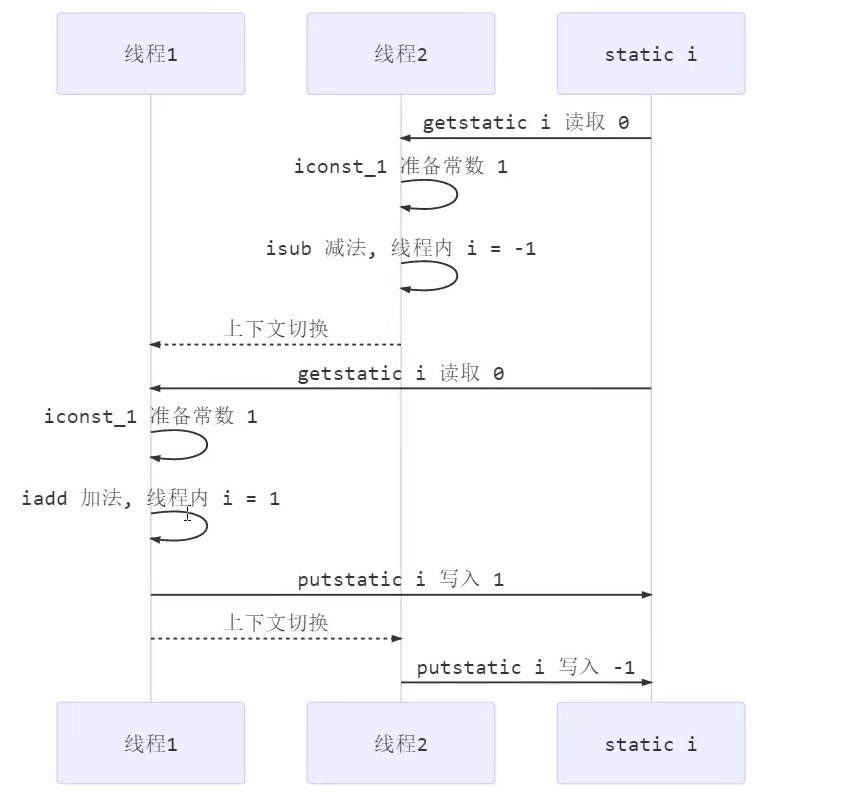 线程1
线程2
static i
getstatic i 读取 0
iconst_1 准备常数 1
isub 减法, 线程内 i = -1
上下文切换
getstatic i 读取 0
iconst_1 准备常数 1
iadd 加法, 线程内 i = 1
putstatic i 写入 1
上下文切换
putstatic i 写入 -1
线程1
线程2
static i